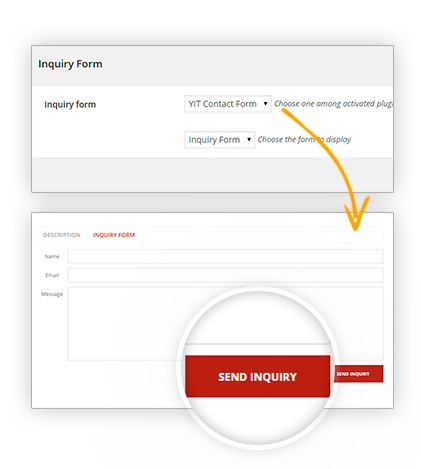 Inquiry Form
Inquiry form YIT Contact Form Choose one among activated
Inquiry Form Choose the form to display
DESCRIPTION INQUIRY FORM
Name
Email
Message
SEND INQUIRY SEND INQUIRY